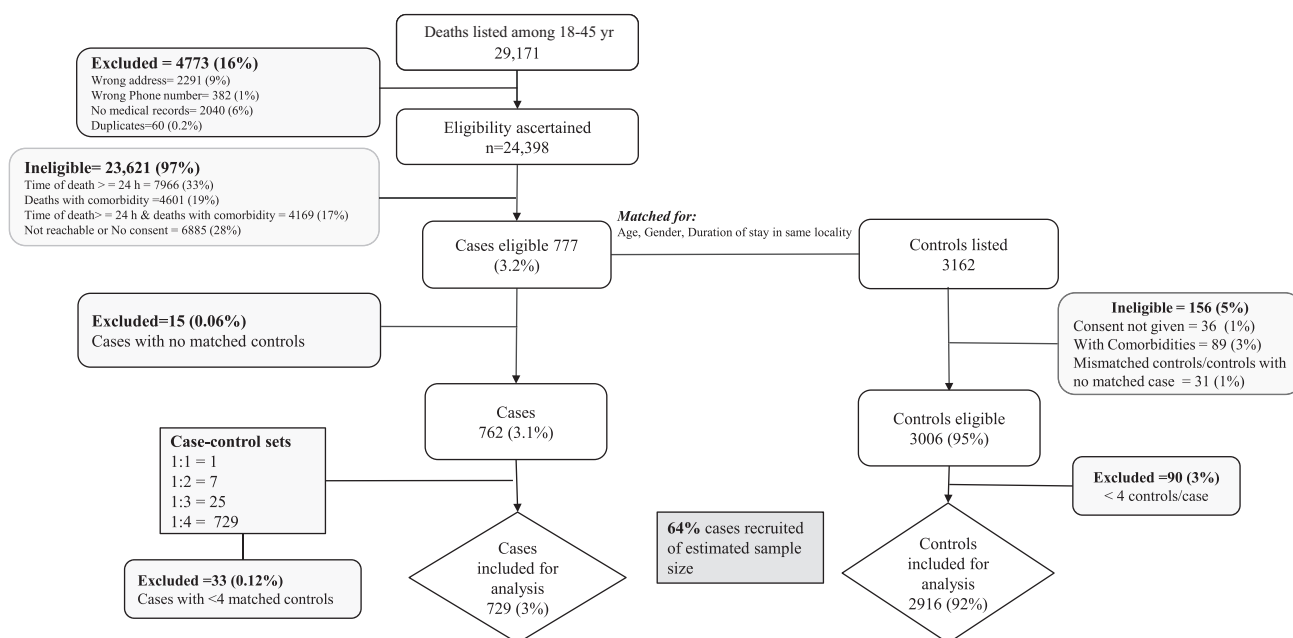 Deaths listed among 18-45 yr
29,171
Excluded = 4773 (16%)
Wrong address= 2291 (9%)
Wrong Phone number= 382 (1%)
No medical records= 2040 (6%)
Duplicates=60 (0.2%)
Eligibility ascertained
n=24,398
Ineligible= 23,621 (97%)
Time of death > = 24 h = 7966 (33%)
Deaths with comorbidity =4601 (19%)
Time of death> = 24 h & deaths with comorbidity = 4169 (17%)
Not reachable or No consent = 6885 (28%)
Matched for:
Age, Gender, Duration of stay in same locality
Cases eligible 777
(3.2%)
Controls listed
3162
Excluded=15 (0.06%)
Cases with no matched controls
Ineligible = 156 (5%)
Consent not given = 36 (1%)
With Comorbidities = 89 (3%)
Mismatched controls/controls with
no matched case = 31 (1%)
Cases
762 (3.1%)
Controls eligible
3006 (95%)
Case-control sets
1:1 = 1
1:2 = 7
1:3 = 25
1:4 = 729
Excluded =90 (3%)
< 4 controls/case
64% cases recruited
of estimated sample
size
Excluded =33 (0.12%)
Cases with <4 matched controls
Cases
included for
analysis
729 (3%)
Controls
included for
analysis
2916 (92%)